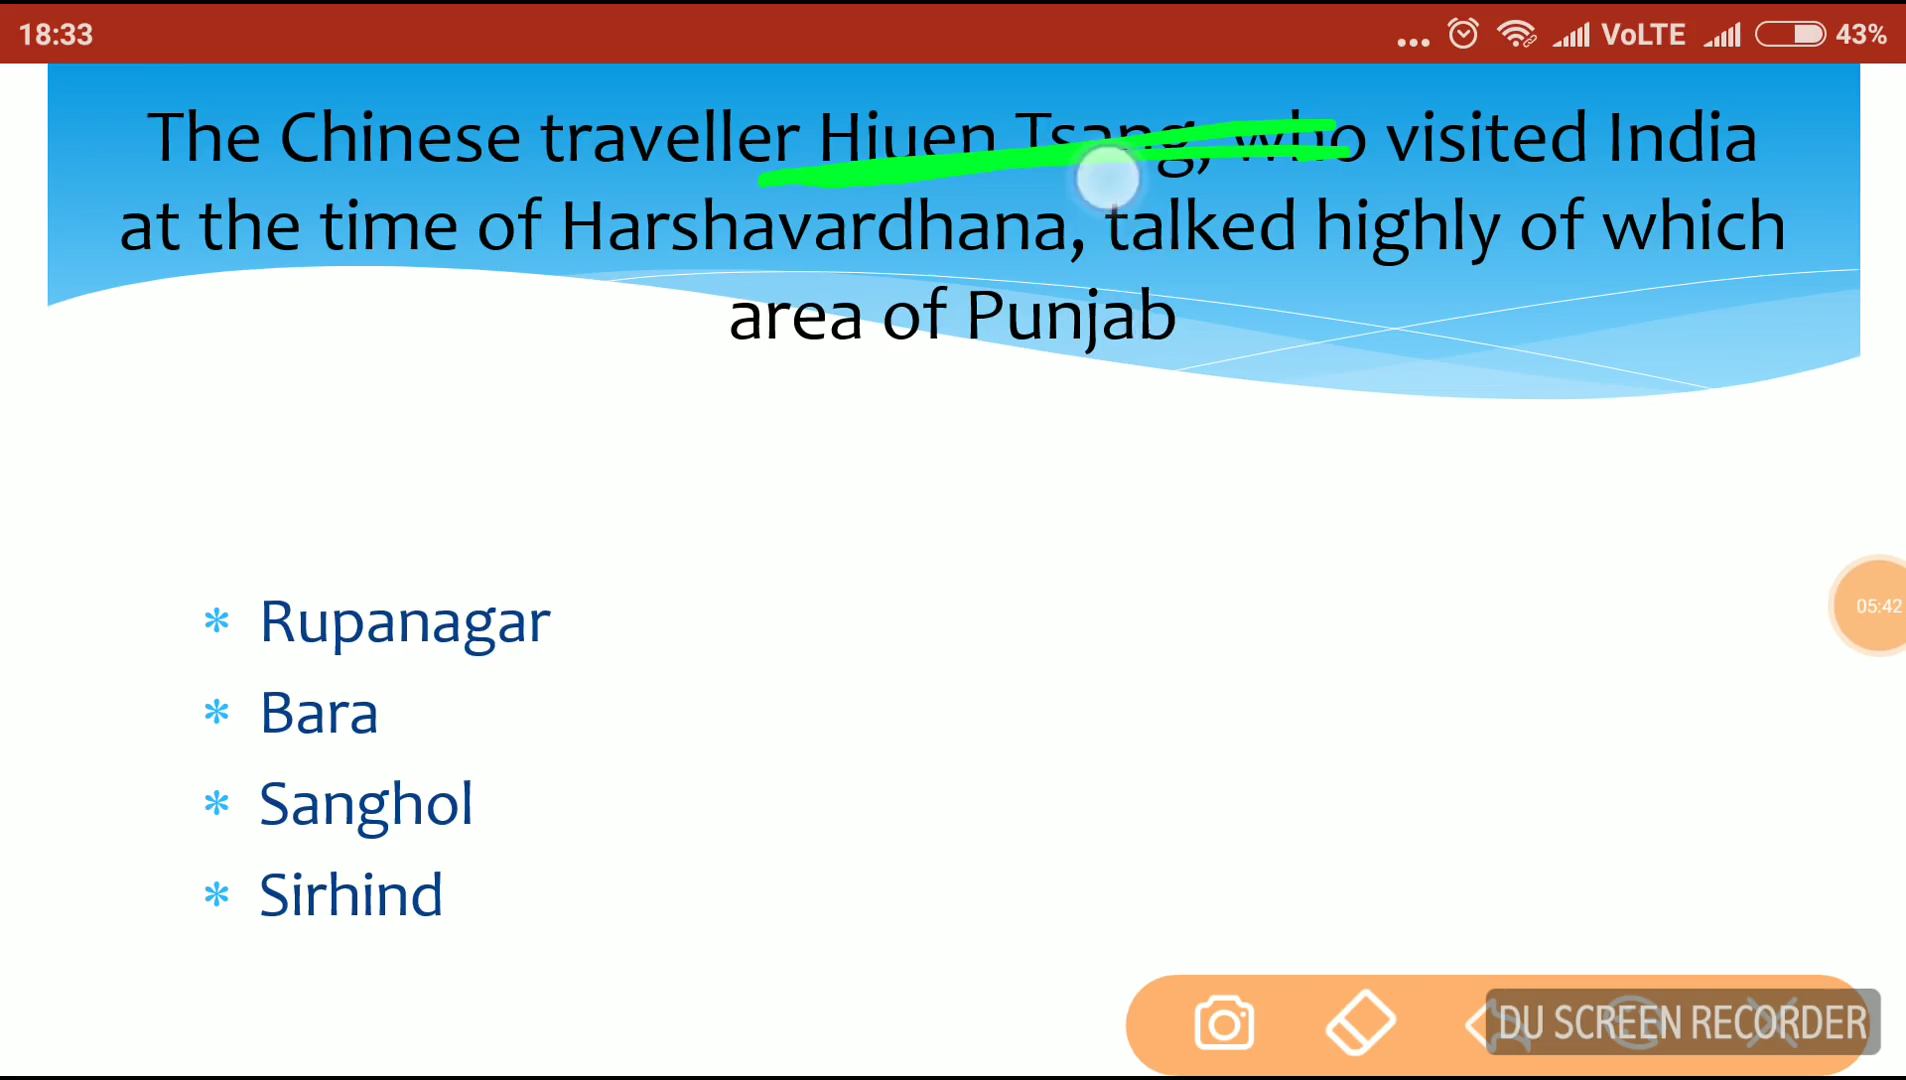 18:33
... VoLTE 43%
The Chinese traveller Hiuen Tsang, who visited India
at the time of Harshavardhana, talked highly of which
area of Punjab
* Rupanagar
* Bara
* Sanghol
* Sirhind
05:42
DU SCREEN RECORDER